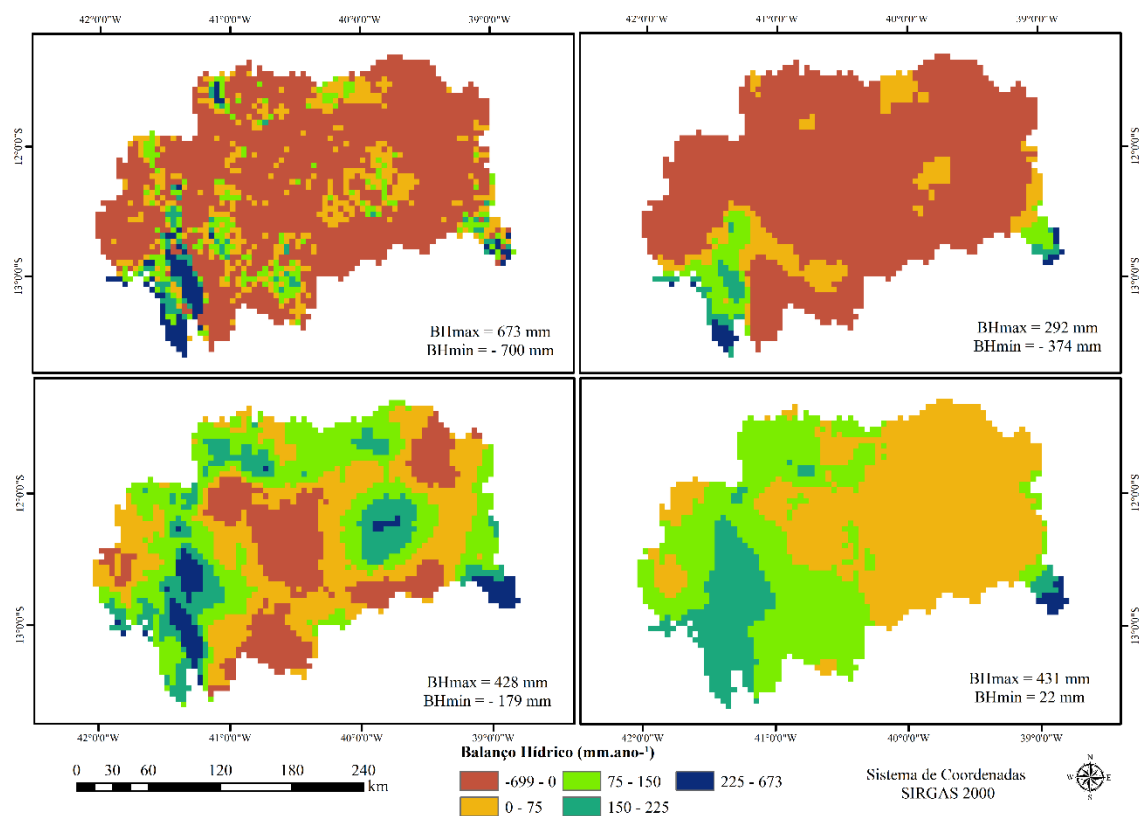 42°0'0"W 41°0'0"W 40°0'0"W 39°0'0"W 42°0'0"W 41°0'0"W 40°0'0"W 39°0'0"W
12°0'0"S 12°0'0"S
13°0'0"S 13°0'0"S
BHmax = 673 mm
BHmin = - 700 mm
BHmax = 292 mm
BHmin = - 374 mm
12°0'0"S 12°0'0"S
13°0'0"S 13°0'0"S
BHmax = 428 mm
BHmin = - 179 mm
BHmax = 431 mm
BHmin = 22 mm
42°0'0"W 41°0'0"W 40°0'0"W 39°0'0"W 42°0'0"W 41°0'0"W 40°0'0"W 39°0'0"W
Balanço Hídrico (mm.ano-¹)
0 30 60 120 180 240
km
-699 - 0 75 - 150 225 - 673
0 - 75 150 - 225
Sistema de Coordenadas
SIRGAS 2000
N
W E
S